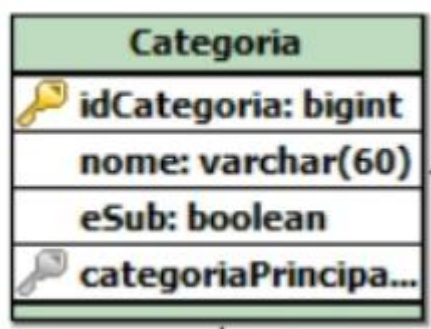 Categoria
idCategoria: bigint
nome: varchar(60)
eSub: boolean
categoriaPrincipa...